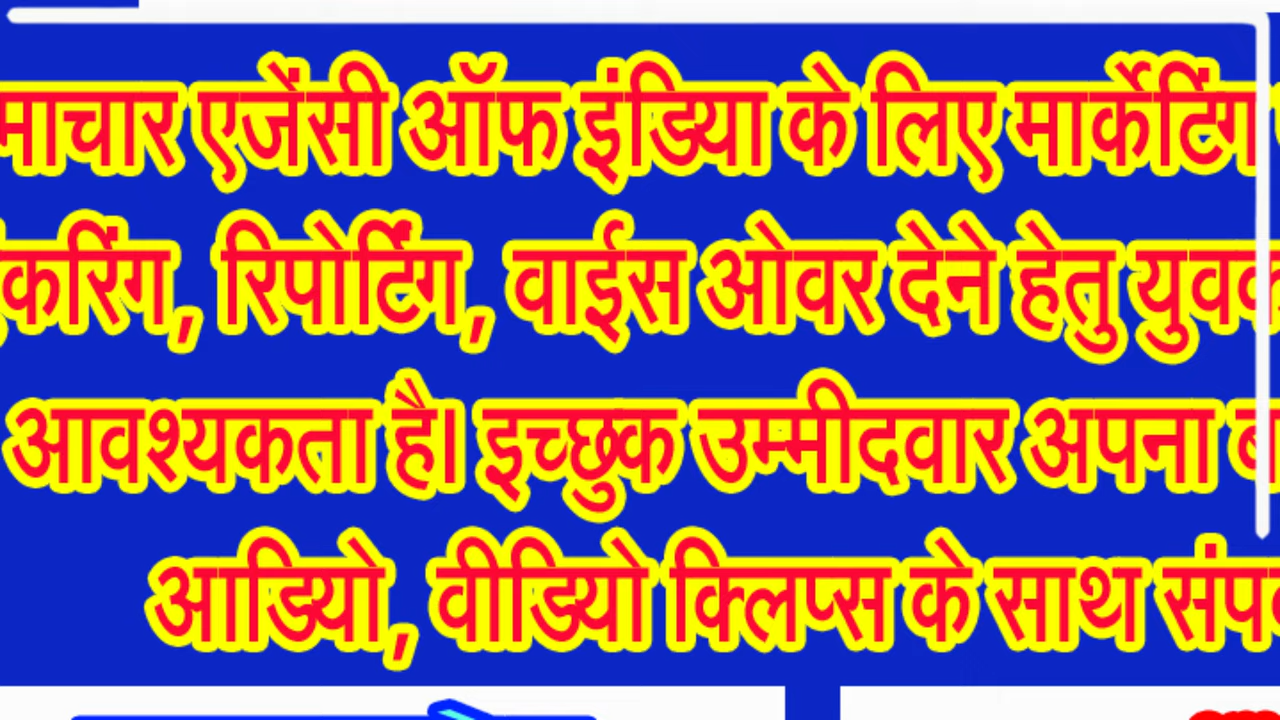 माचार एजेंसी ऑफ इंडिया के लिए मार्केटिंग
करिंग, रिपोर्टिंग, वाईस ओवर देने हेतु युवक
आवश्यकता है। इच्छुक उम्मीदवार अपना
आडियो, वीडियो क्लिप्स के साथ